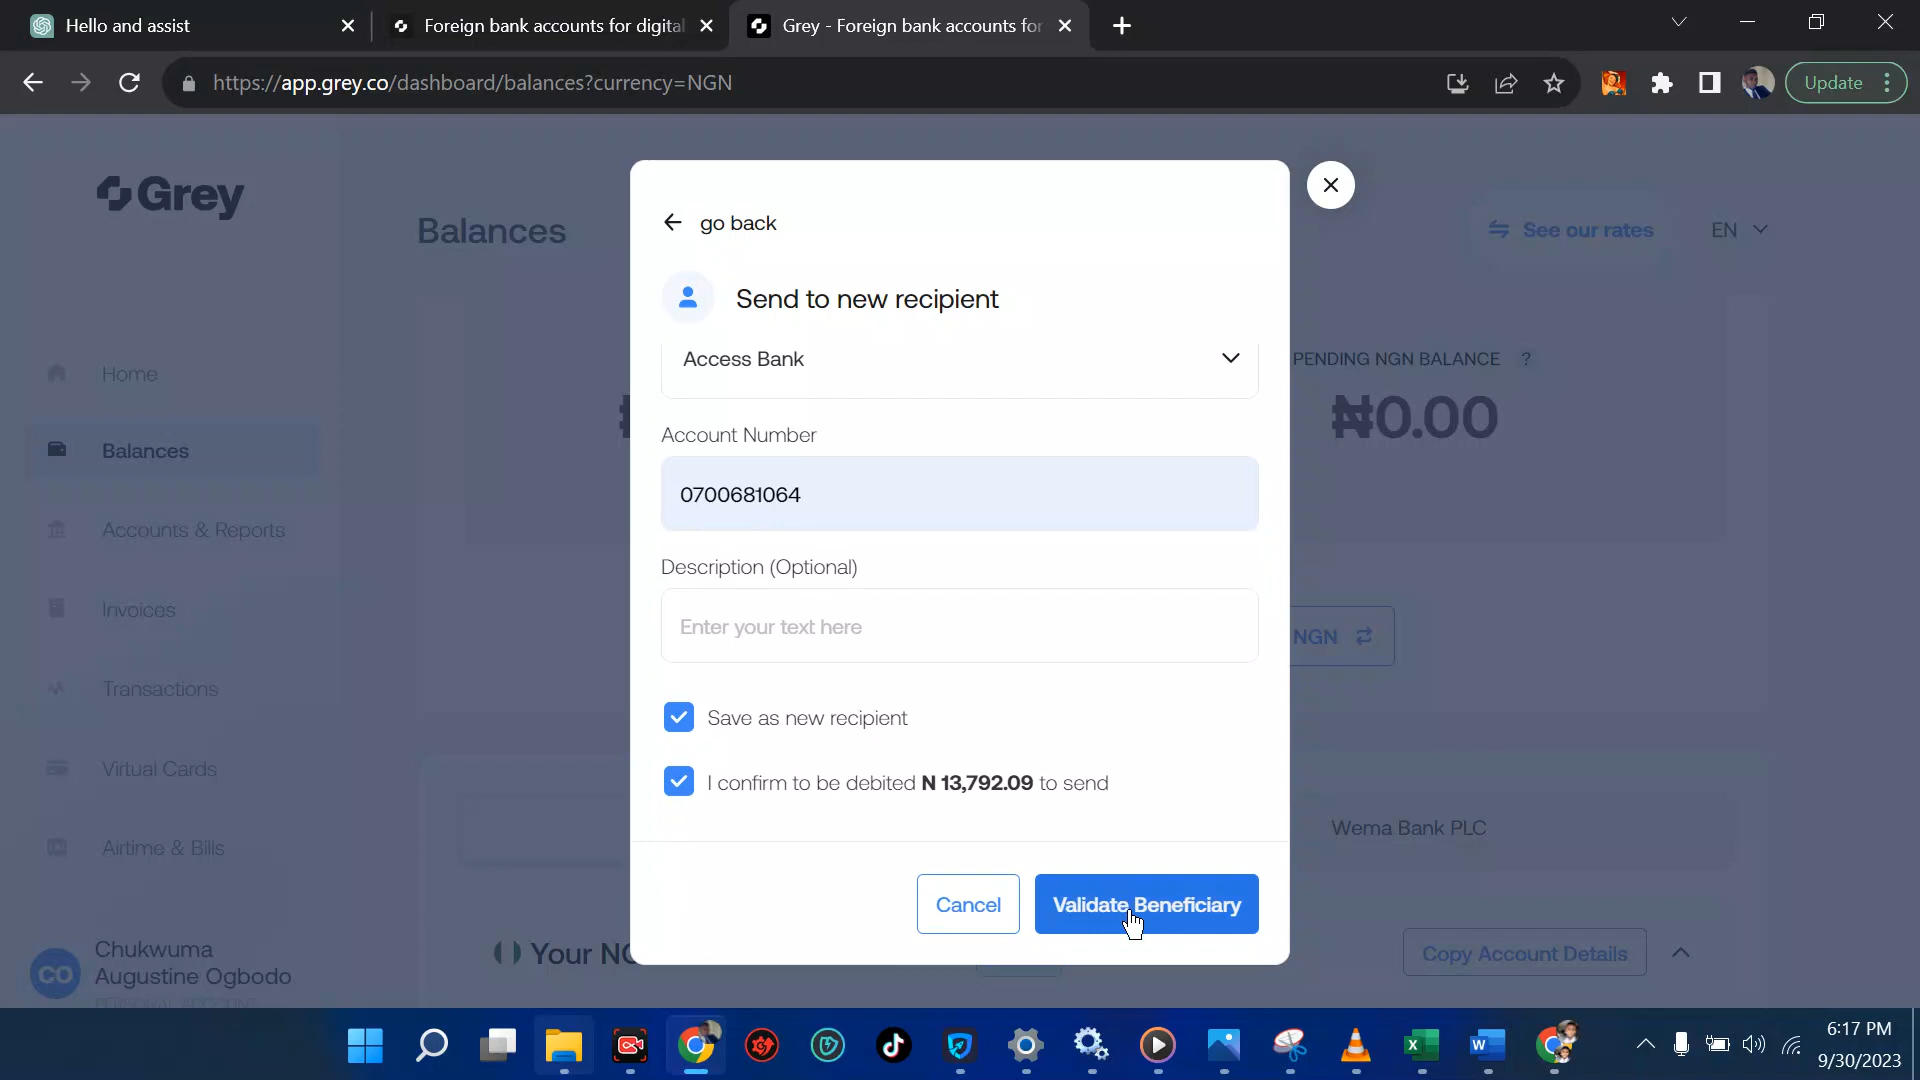 Hello and assist
Foreign bank accounts for digital
Grey - Foreign bank accounts for
https://app.grey.co/dashboard/balances?currency=NGN
Update
Grey
Balances
See our rates
EN
go back
Send to new recipient
Access Bank
PENDING NGN BALANCE ?
₦0.00
Account Number
0700681064
Description (Optional)
Enter your text here
NGN
Save as new recipient
I confirm to be debited N 13,792.09 to send
Wema Bank PLC
Cancel
Validate Beneficiary
Home
Balances
Accounts & Reports
Invoices
Transactions
Virtual Cards
Airtime & Bills
CO
Chukwuma
Augustine Ogbodo
PERSONAL ACCOUNT
Your NG
Copy Account Details
6:17 PM
9/30/2023